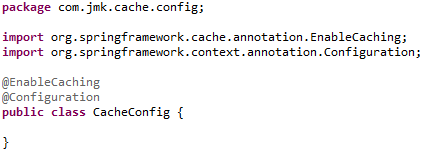 package com.jmk.cache.config;
import org.springframework.cache.annotation.EnableCaching;
import org.springframework.context.annotation.Configuration;
@EnableCaching
@Configuration
public class CacheConfig {
}